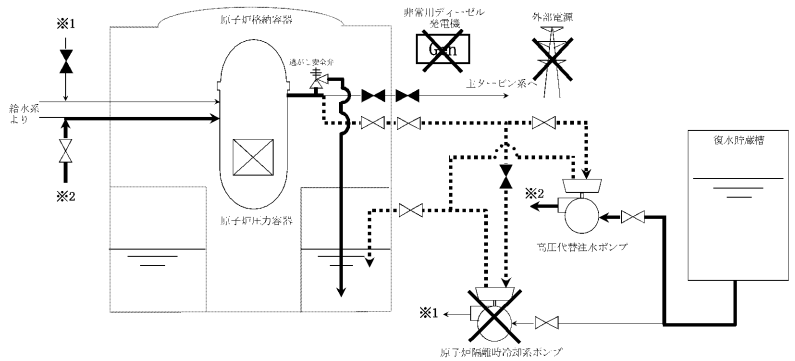 非常用ディーゼル
発電機
Gen
外部電源
原子炉格納容器
※1
逃がし安全弁
主タービン系へ
給水系
より
復水貯蔵槽
※2
※2
原子炉圧力容器
高圧代替注水ポンプ
※1
原子炉隔離時冷却系ポンプ